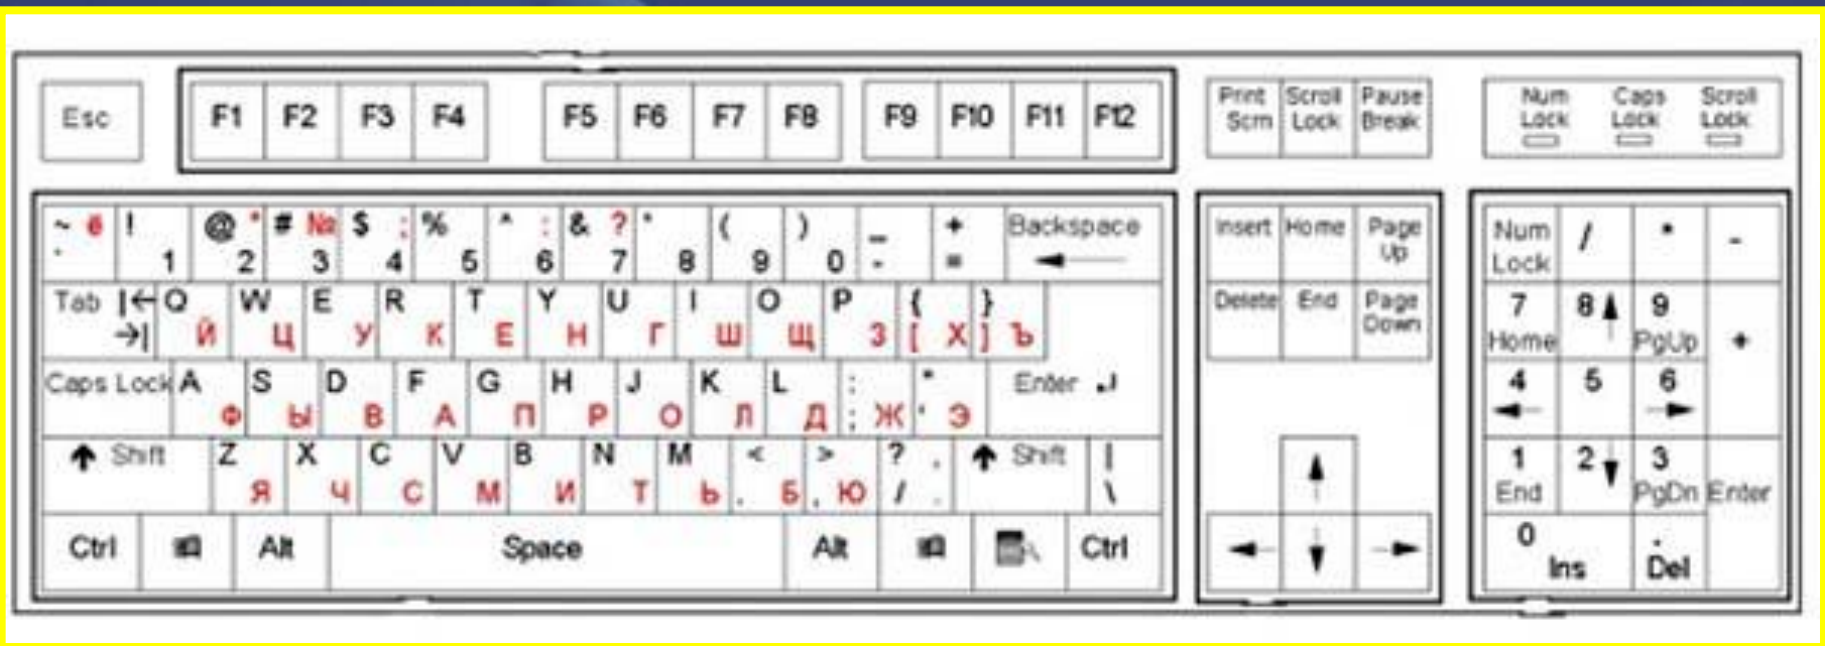 Esc F1 F2 F3 F4 F5 F6 F7 F8 F9 F10 F11 F12 Print Scrn Scroll Lock Pause Break Num Lock Caps Lock Scroll Lock
~ ё ` ! 1 @ " 2 # № 3 $ ; 4 % 5 ^ : 6 & ? 7 * 8 ( 9 ) 0 _ - + = Backspace Insert Home Page Up Num Lock / * -
Tab Q Й W Ц E У R К T Е Y Н U Г I Ш O Щ P З { [ Х } ] Ъ Delete End Page Down 7 Home 8 9 PgUp +
Caps Lock A Ф S Ы D В F А G П H Р J О K Л L Д : ; Ж " ' Э Enter 4 5 6
Shift Z Я X Ч C С V М B И N Т M Ь < , Б > . Ю ? / , . Shift | \ 1 End 2 3 PgDn Enter
Ctrl Alt Space Alt Ctrl 0 Ins . Del